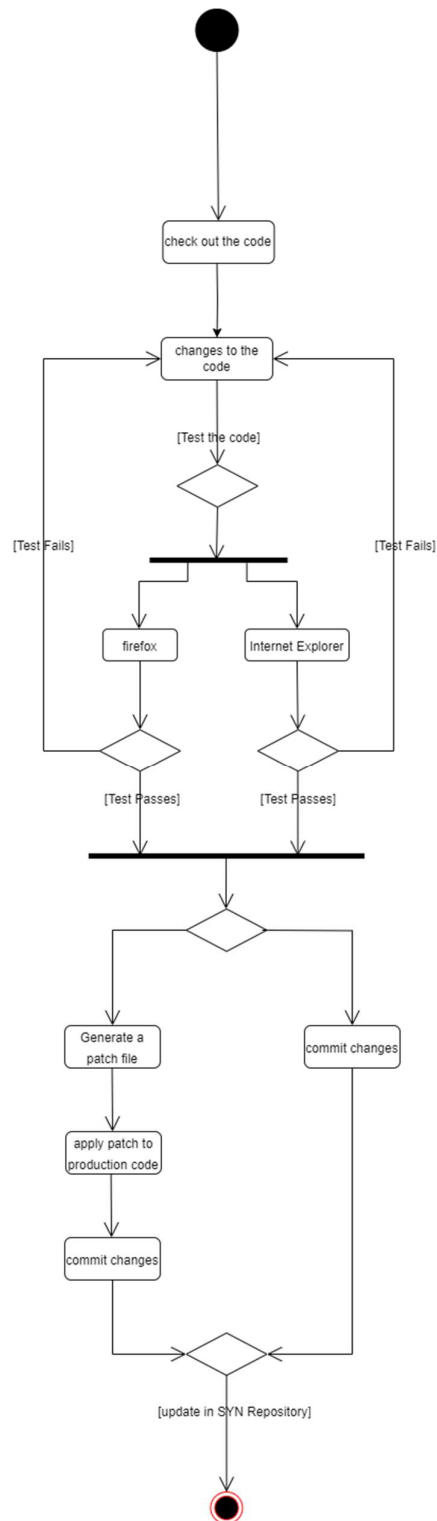 check out the code
changes to the
code
[Test the code]
[Test Fails]
[Test Fails]
firefox
Internet Explorer
[Test Passes]
[Test Passes]
Generate a
patch file
commit changes
apply patch to
production code
commit changes
[update in SYN Repository]